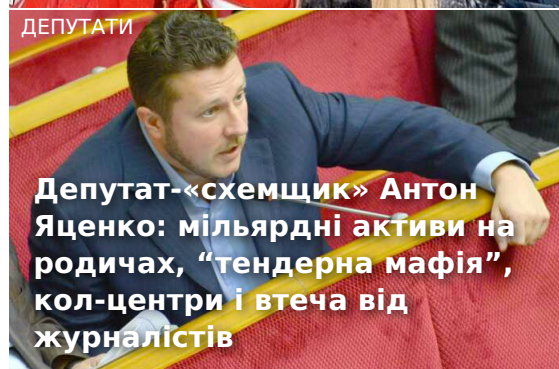 ДЕПУТАТИ
Депутат-«схемщик» Антон
Яценко: мільярдні активи на
родичах, “тендерна мафія”,
кол-центри і втеча від
журналістів